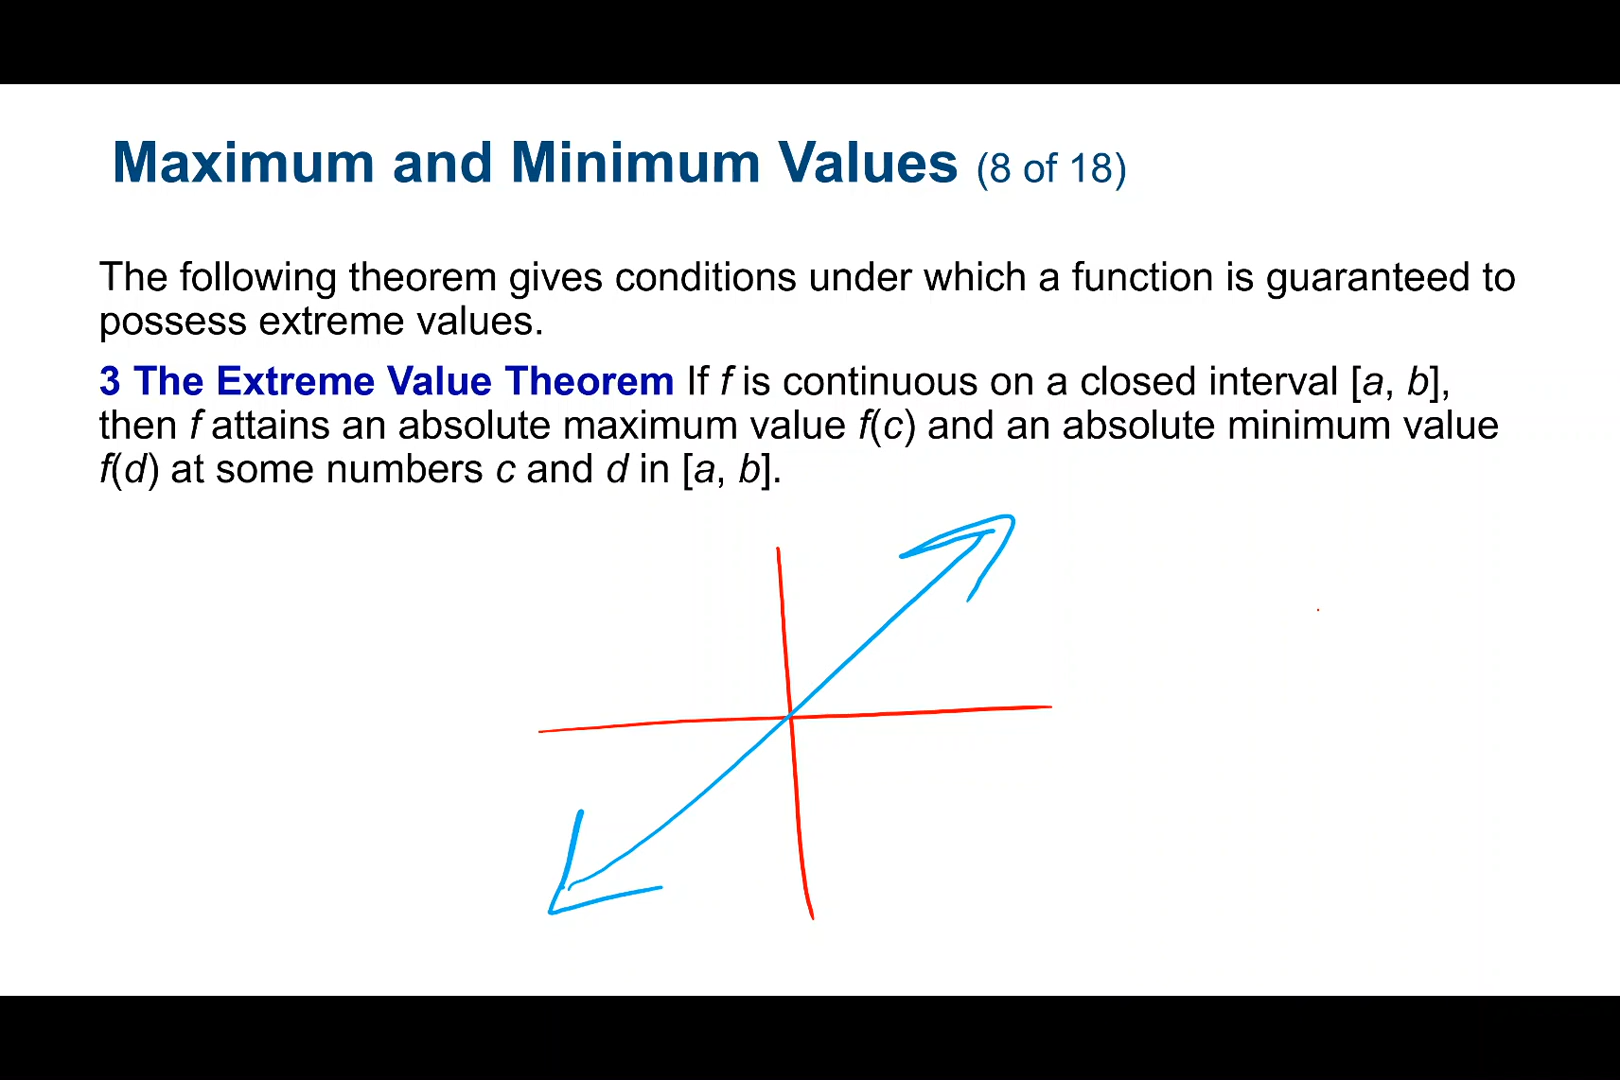 Maximum and Minimum Values (8 of 18)
The following theorem gives conditions under which a function is guaranteed to
possess extreme values.
3 The Extreme Value Theorem If f is continuous on a closed interval [a, b],
then f attains an absolute maximum value f(c) and an absolute minimum value
f(d) at some numbers c and d in [a, b].